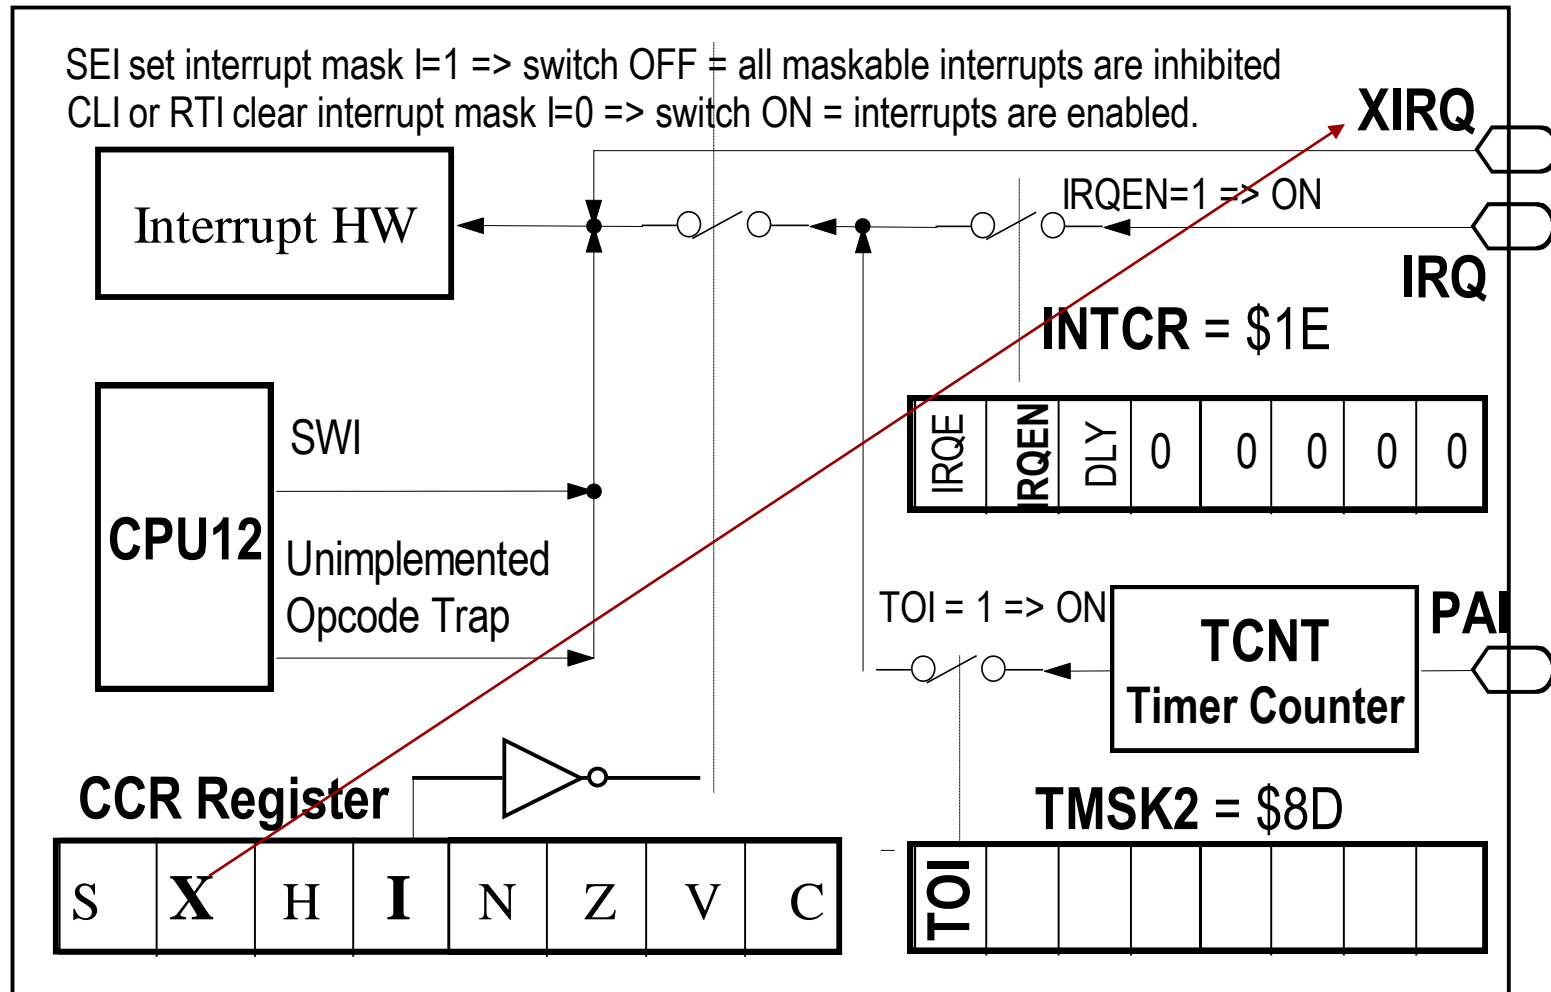 SEI set interrupt mask I=1 => switch OFF = all maskable interrupts are inhibited
CLI or RTI clear interrupt mask I=0 => switch ON = interrupts are enabled.
XIRQ
IRQEN=1 => ON
Interrupt HW
IRQ
INTCR = $1E
IRQE IRQEN DLY 0 0 0 0 0
SWI
CPU12
Unimplemented
Opcode Trap
TOI = 1 => ON
PAI
TCNT
Timer Counter
CCR Register
TMSK2 = $8D
S X H I N Z V C
TOI